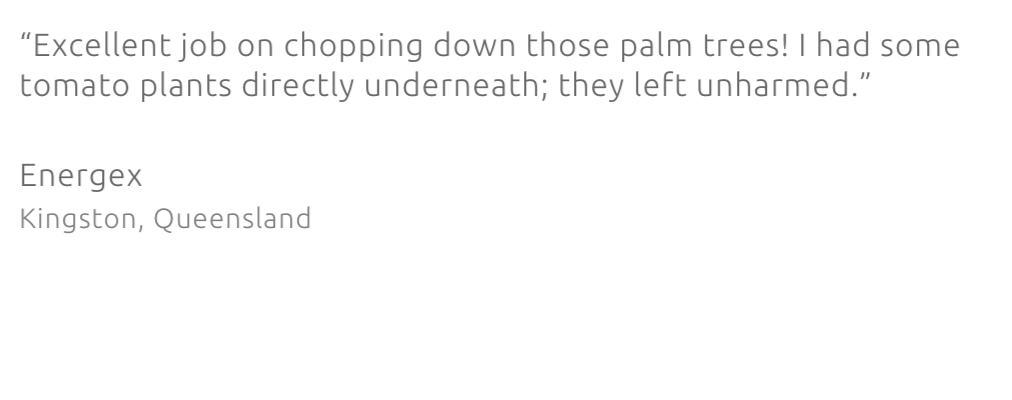 “Excellent job on chopping down those palm trees! I had some
tomato plants directly underneath; they left unharmed.”
Energex
Kingston, Queensland